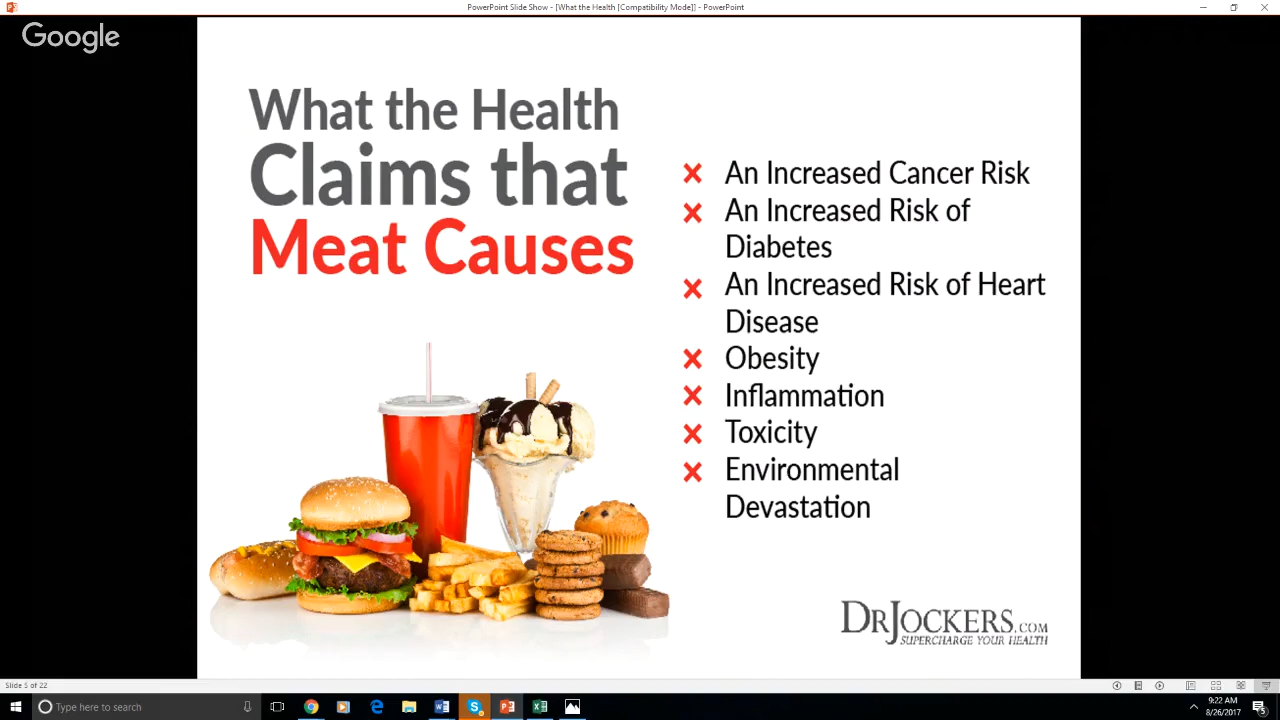 PowerPoint Slide Show - [What the Health [Compatibility Mode]] - PowerPoint
Google
What the Health
Claims that
Meat Causes
An Increased Cancer Risk
An Increased Risk of
Diabetes
An Increased Risk of Heart
Disease
Obesity
Inflammation
Toxicity
Environmental
Devastation
DRJOCKERS.COM
SUPERCHARGE YOUR HEALTH
Slide 5 of 22
Type here to search
9:22 AM
8/26/2017
5